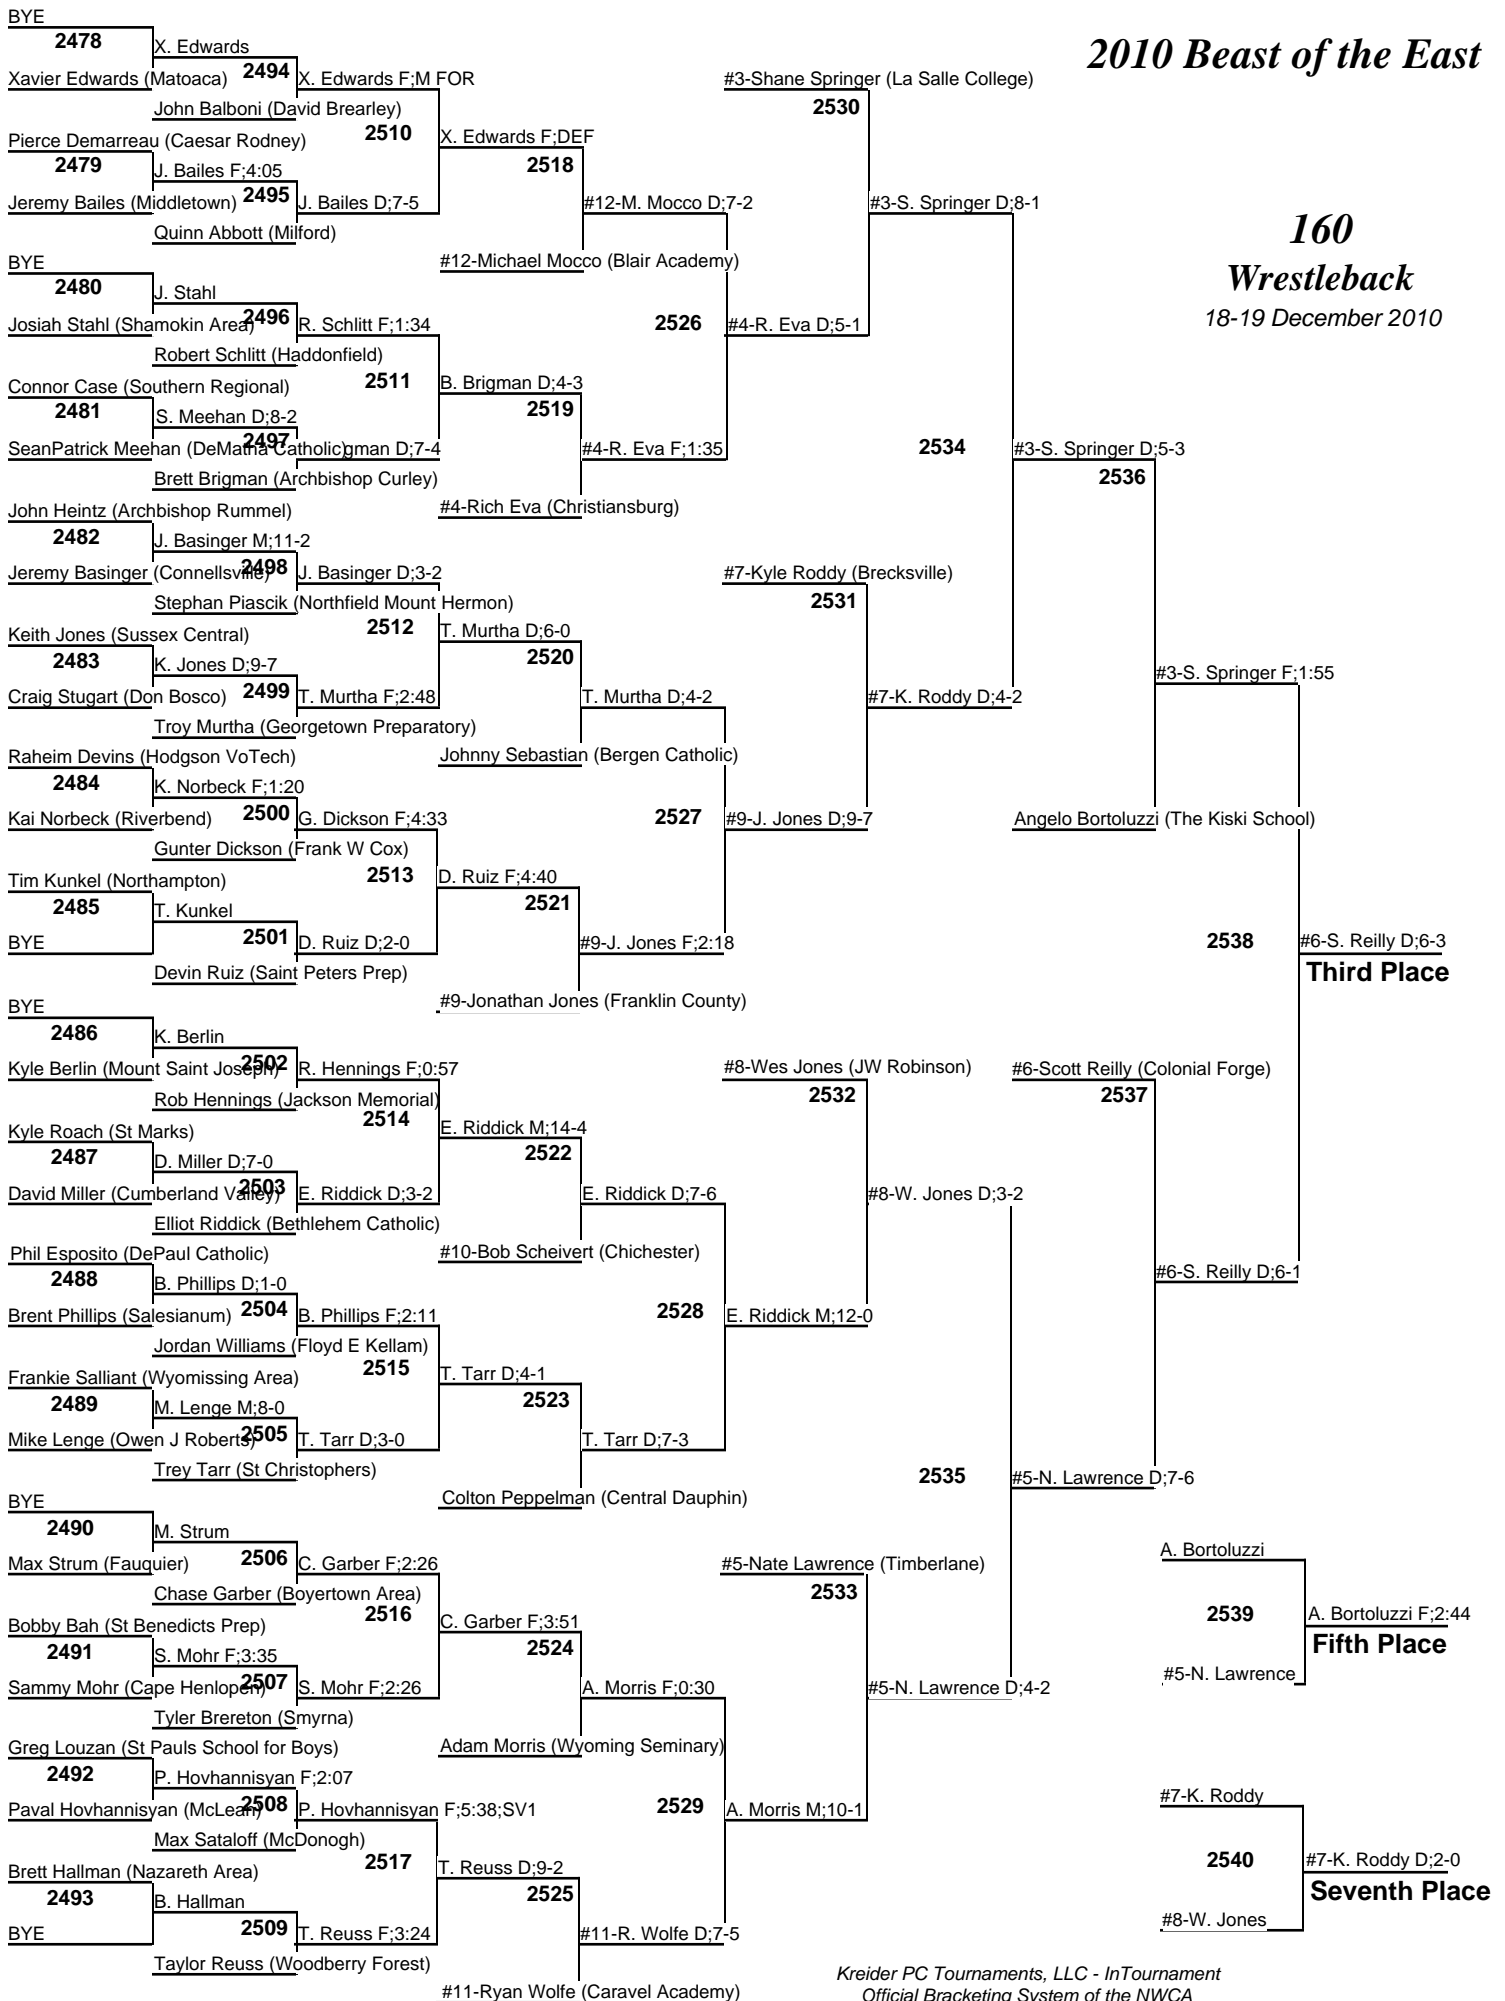 BYE
2478
X. Edwards
2010 Beast of the East
Xavier Edwards (Matoaca)
2494
X. Edwards F;M FOR
#3-Shane Springer (La Salle College)
John Balboni (David Brearley)
2530
2510
Pierce Demarreau (Caesar Rodney)
X. Edwards F;DEF
2479
J. Bailes F;4:05
2518
Jeremy Bailes (Middletown)
2495
J. Bailes D;7-5
#12-M. Mocco D;7-2
#3-S. Springer D;8-1
Quinn Abbott (Milford)
160
BYE
#12-Michael Mocco (Blair Academy)
Wrestleback
2480
J. Stahl
18-19 December 2010
Josiah Stahl (Shamokin Area)
2496
R. Schlitt F;1:34
2526
#4-R. Eva D;5-1
Robert Schlitt (Haddonfield)
Connor Case (Southern Regional)
2511
B. Brigman D;4-3
2481
S. Meehan D;8-2
2519
SeanPatrick Meehan (DeMatha Catholic)
2497
gman D;7-4
#4-R. Eva F;1:35
2534
#3-S. Springer D;5-3
Brett Brigman (Archbishop Curley)
2536
John Heintz (Archbishop Rummel)
#4-Rich Eva (Christiansburg)
2482
J. Basinger M;11-2
Jeremy Basinger (Connellsville)
2498
J. Basinger D;3-2
#7-Kyle Roddy (Brecksville)
Stephan Piascik (Northfield Mount Hermon)
2531
Keith Jones (Sussex Central)
2512
T. Murtha D;6-0
2483
K. Jones D;9-7
2520
#3-S. Springer F;1:55
Craig Stugart (Don Bosco)
2499
T. Murtha F;2:48
T. Murtha D;4-2
#7-K. Roddy D;4-2
Troy Murtha (Georgetown Preparatory)
Raheim Devins (Hodgson VoTech)
Johnny Sebastian (Bergen Catholic)
2484
K. Norbeck F;1:20
Kai Norbeck (Riverbend)
2500
G. Dickson F;4:33
2527
#9-J. Jones D;9-7
Angelo Bortoluzzi (The Kiski School)
Gunter Dickson (Frank W Cox)
Tim Kunkel (Northampton)
2513
D. Ruiz F;4:40
2485
T. Kunkel
2521
BYE
2501
D. Ruiz D;2-0
#9-J. Jones F;2:18
2538
#6-S. Reilly D;6-3
Devin Ruiz (Saint Peters Prep)
Third Place
BYE
#9-Jonathan Jones (Franklin County)
2486
K. Berlin
Kyle Berlin (Mount Saint Joseph)
2502
R. Hennings F;0:57
#8-Wes Jones (JW Robinson)
#6-Scott Reilly (Colonial Forge)
Rob Hennings (Jackson Memorial)
2532
2537
Kyle Roach (St Marks)
2514
E. Riddick M;14-4
2487
D. Miller D;7-0
2522
David Miller (Cumberland Valley)
2503
E. Riddick D;3-2
E. Riddick D;7-6
#8-W. Jones D;3-2
Elliot Riddick (Bethlehem Catholic)
Phil Esposito (DePaul Catholic)
#10-Bob Scheivert (Chichester)
2488
B. Phillips D;1-0
#6-S. Reilly D;6-1
Brent Phillips (Salesianum)
2504
B. Phillips F;2:11
2528
E. Riddick M;12-0
Jordan Williams (Floyd E Kellam)
Frankie Salliant (Wyomissing Area)
2515
T. Tarr D;4-1
2489
M. Lenge M;8-0
2523
Mike Lenge (Owen J Roberts)
2505
T. Tarr D;3-0
T. Tarr D;7-3
Trey Tarr (St Christophers)
2535
#5-N. Lawrence D;7-6
BYE
Colton Peppelman (Central Dauphin)
2490
M. Strum
A. Bortoluzzi
Max Strum (Fauquier)
2506
C. Garber F;2:26
#5-Nate Lawrence (Timberlane)
Chase Garber (Boyertown Area)
2533
Bobby Bah (St Benedicts Prep)
2516
C. Garber F;3:51
2539
A. Bortoluzzi F;2:44
2491
S. Mohr F;3:35
2524
Fifth Place
Sammy Mohr (Cape Henlopen)
2507
S. Mohr F;2:26
A. Morris F;0:30
#5-N. Lawrence D;4-2
#5-N. Lawrence
Tyler Brereton (Smyrna)
Greg Louzan (St Pauls School for Boys)
Adam Morris (Wyoming Seminary)
2492
P. Hovhannisyan F;2:07
#7-K. Roddy
Paval Hovhannisyan (McLean)
2508
P. Hovhannisyan F;5:38;SV1
2529
A. Morris M;10-1
Max Sataloff (McDonogh)
Brett Hallman (Nazareth Area)
2517
T. Reuss D;9-2
2540
#7-K. Roddy D;2-0
2493
B. Hallman
2525
Seventh Place
BYE
2509
T. Reuss F;3:24
#11-R. Wolfe D;7-5
#8-W. Jones
Taylor Reuss (Woodberry Forest)
#11-Ryan Wolfe (Caravel Academy)
Kreider PC Tournaments, LLC - InTournament
Official Bracketing System of the NWCA